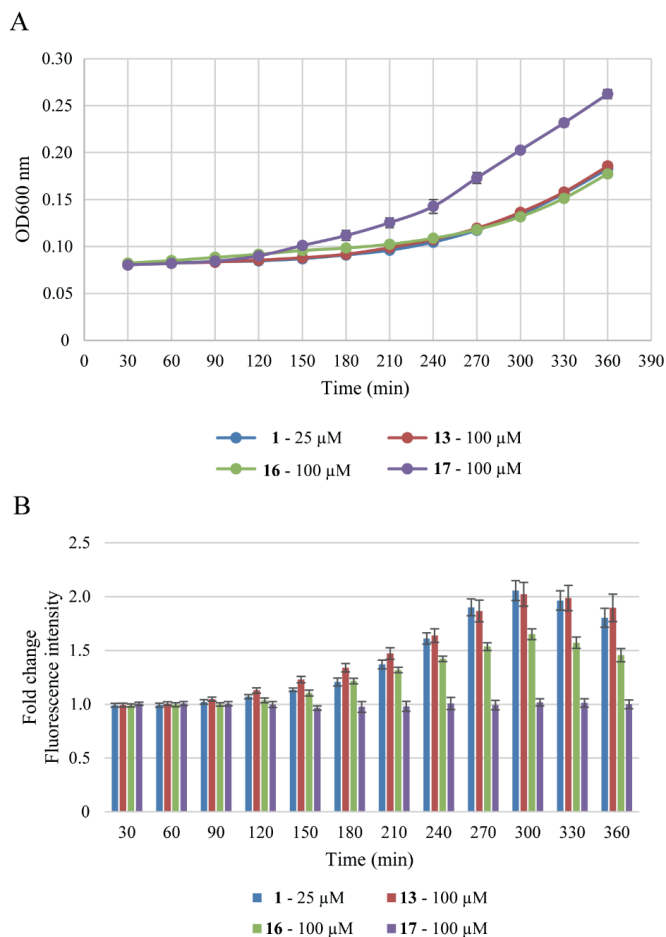 A
0.30
0.25
0.20
0.15
0.10
0.05
0
OD600 nm
0 30 60 90 120 150 180 210 240 270 300 330 360 390
Time (min)
1 - 25 µM 13 - 100 µM
16 - 100 µM 17 - 100 µM
B
2.5
2.0
1.5
1.0
0.5
0
Fold change
Fluorescence intensity
30 60 90 120 150 180 210 240 270 300 330 360
Time (min)
1 - 25 µM 13 - 100 µM
16 - 100 µM 17 - 100 µM